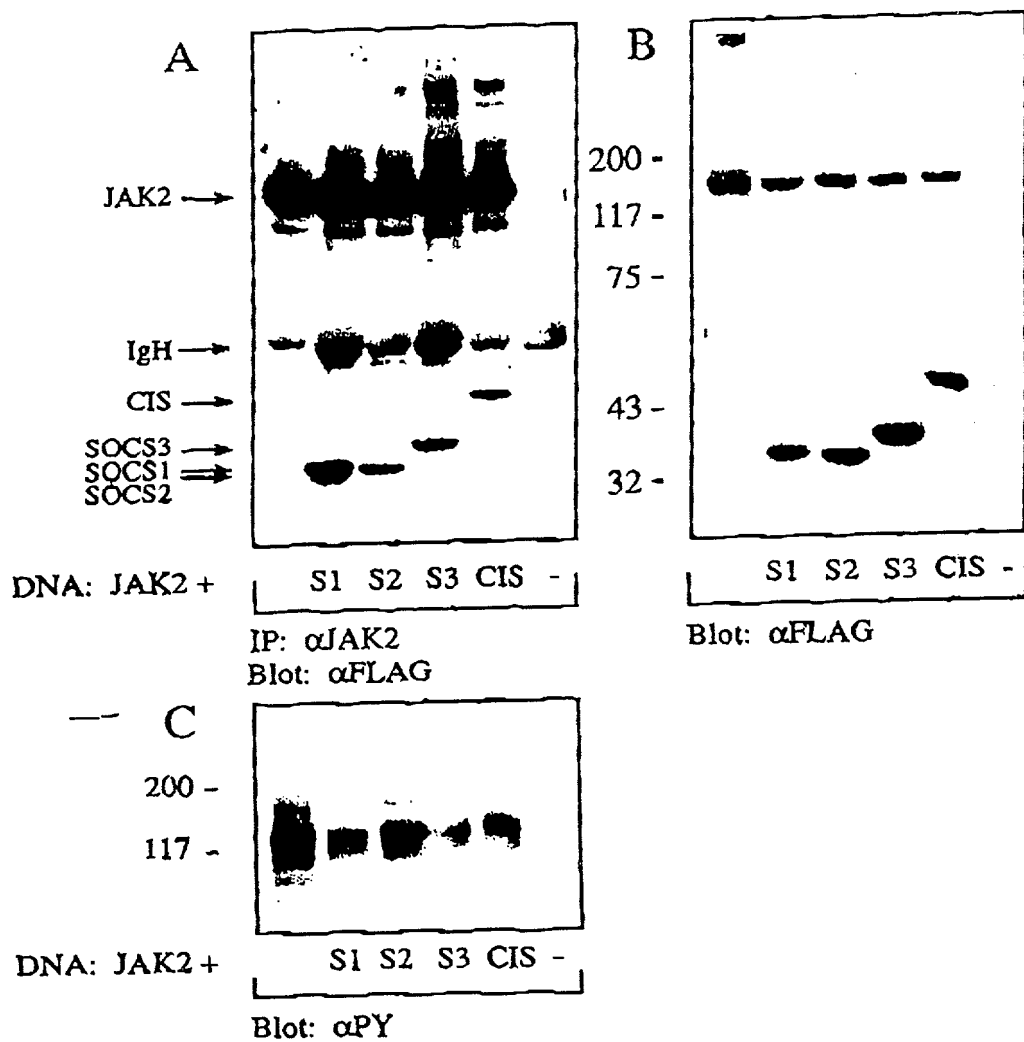 A
JAK2
IgH
CIS
SOCS3
SOCS1
SOCS2
DNA: JAK2 + S1 S2 S3 CIS -
IP: αJAK2
Blot: αFLAG
B
200 -
117 -
75 -
43 -
32 -
S1 S2 S3 CIS -
Blot: αFLAG
C
200 -
117 -
DNA: JAK2 + S1 S2 S3 CIS -
Blot: αPY